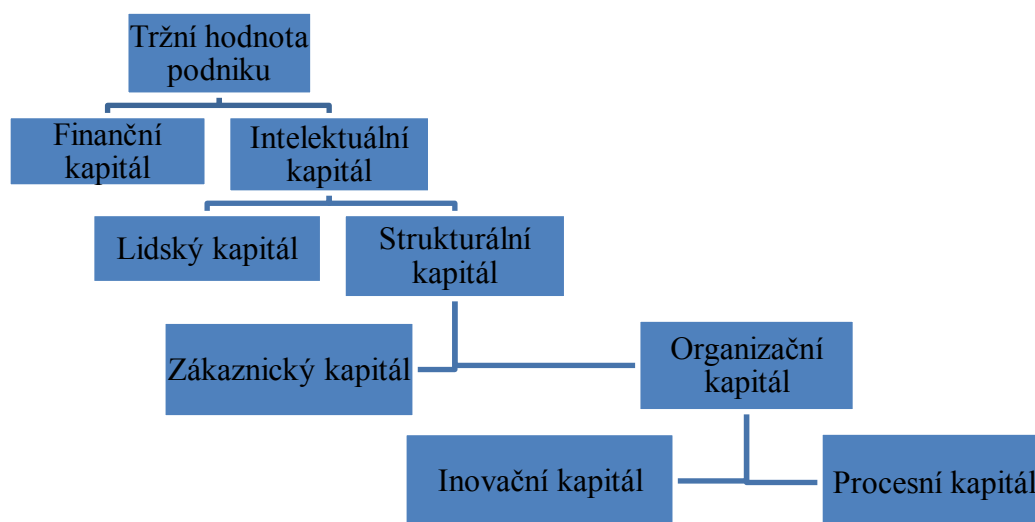 Tržní hodnota
podniku
Finanční
kapitál
Intelektuální
kapitál
Lidský kapitál
Strukturální
kapitál
Zákaznický kapitál
Organizační
kapitál
Inovační kapitál
Procesní kapitál